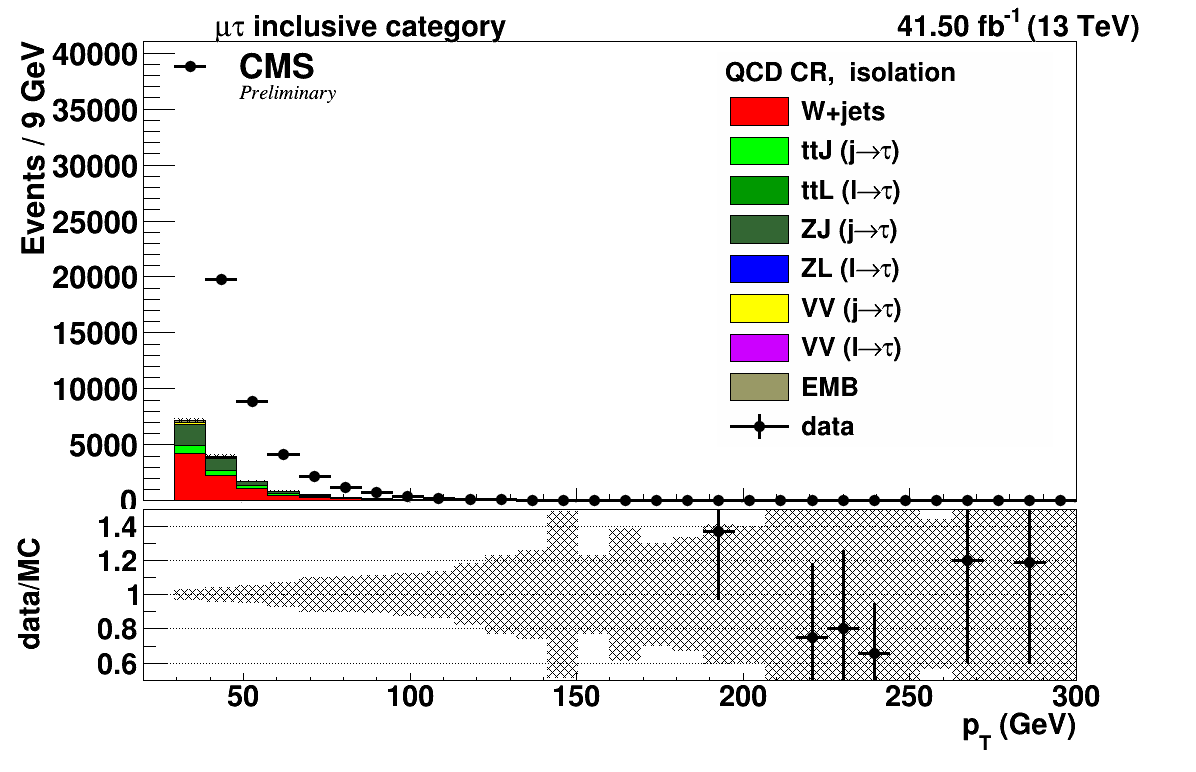 μτ inclusive category
41.50 fb⁻¹ (13 TeV)
CMS
Preliminary
QCD CR, isolation
W+jets
ttJ (j→τ)
ttL (l→τ)
ZJ (j→τ)
ZL (l→τ)
VV (j→τ)
VV (l→τ)
EMB
data
Events / 9 GeV
40000
35000
30000
25000
20000
15000
10000
5000
0
data/MC
1.4
1.2
1
0.8
0.6
50 100 150 200 250 300
p_T (GeV)